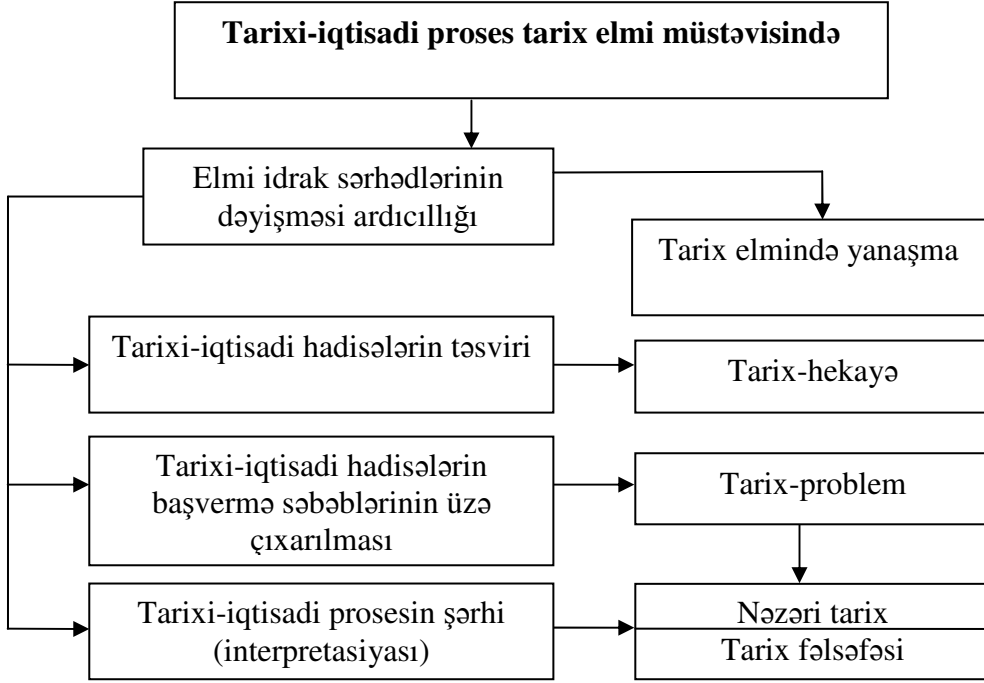 Tarixi-iqtisadi proses tarix elmi müstəvisində
Elmi idrak sərhədlərinin
dəyişməsi ardıcıllığı
Tarix elmində yanaşma
Tarixi-iqtisadi hadisələrin təsviri
Tarix-hekayə
Tarixi-iqtisadi hadisələrin
başvermə səbəblərinin üzə
çıxarılması
Tarix-problem
Tarixi-iqtisadi prosesin şərhi
(interpretasiyası)
Nəzəri tarix
Tarix fəlsəfəsi